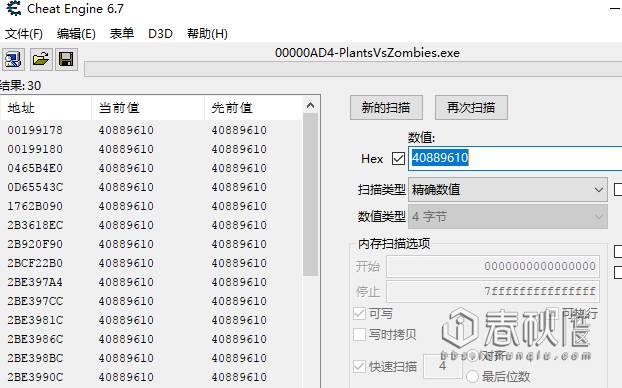 Cheat Engine 6.7
文件(F) 编辑(E) 表单 D3D 帮助(H)
00000AD4-PlantsVsZombies.exe
结果: 30
地址 当前值 先前值
00199178 40889610 40889610
00199180 40889610 40889610
0465B4E0 40889610 40889610
0D65543C 40889610 40889610
1762B090 40889610 40889610
2B3618EC 40889610 40889610
2B920F90 40889610 40889610
2BCF22B0 40889610 40889610
2BE397A4 40889610 40889610
2BE397CC 40889610 40889610
2BE3981C 40889610 40889610
2BE3986C 40889610 40889610
2BE398BC 40889610 40889610
2BE3990C 40889610 40889610
新的扫描 再次扫描
数值:
Hex 40889610
扫描类型 精确数值
数值类型 4 字节
内存扫描选项
开始 0000000000000000
停止 7fffffffffffffff
可写 可执行
写时拷贝
快速扫描 4 对齐
最后位数
春秋